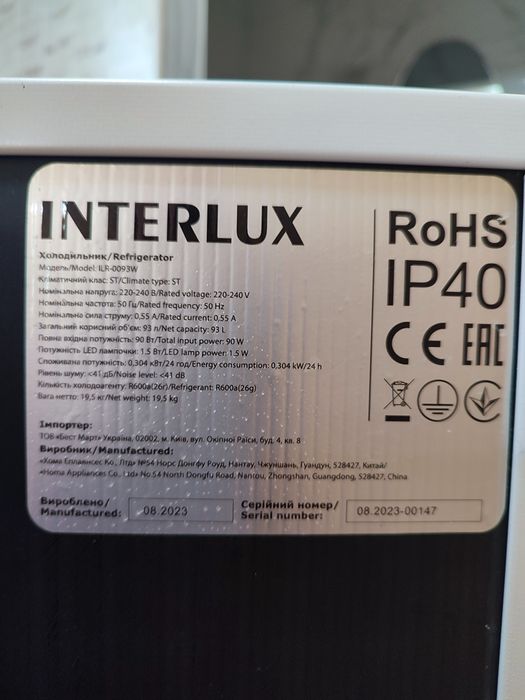 INTERLUX
Холодильник/Refrigerator
Модель/Model: ILR-0093W
Кліматичний клас: ST/Climate type: ST
Номінальна напруга: 220-240 В/Rated voltage: 220-240 V
Номінальна частота: 50 Гц/Rated frequency: 50 Hz
Номінальна сила струму: 0,55 А/Rated current: 0,55 A
Загальний корисний об'єм: 93 л/Net capacity: 93 L
Повна вхідна потужність: 90 Вт/Total input power: 90 W
Потужність LED лампочки: 1.5 Вт/LED lamp power: 1.5 W
Споживана потужність: 0,304 кВт/24 год/Energy consumption: 0,304 kW/24 h
Рівень шуму: <41 дБ/Noise level: <41 dB
Кількість холодоагенту: R600a(26г)/Refrigerant: R600a(26g)
Вага нетто: 19,5 кг/Net weight: 19,5 kg
RoHS
IP40
CE EAC
Імпортер:
ТОВ «Бест Март» Україна, 02002, м. Київ, вул. Окіпної Раїси, буд. 4, кв. 8
Виробник/Manufactured:
«Хома Епплаянсес Ко., Лтд» №54 Норс Донгфу Роуд, Нантау, Чжуншань, Гуандун, 528427, Китай/
«Homa Appliances Co., Ltd» No.54 North Dongfu Road, Nantou, Zhongshan, Guangdong, 528427, China
Вироблено/
Manufactured: 08.2023
Серійний номер/
Serial number: 08.2023-00147